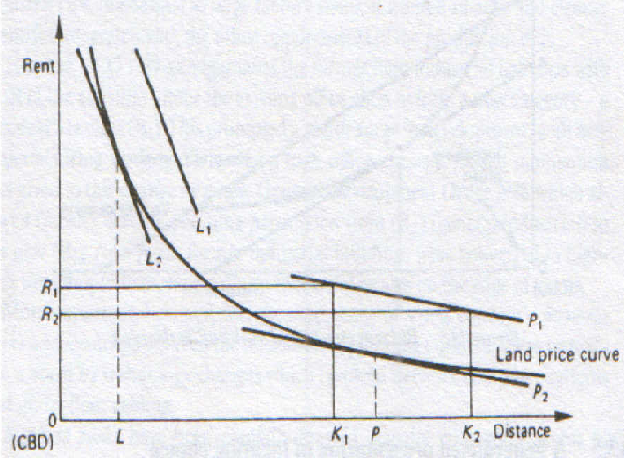 Rent
L₁
L₂
R₁
R₂
P₁
Land price curve
P₂
0
L
K₁
P
K₂
Distance
(CBD)